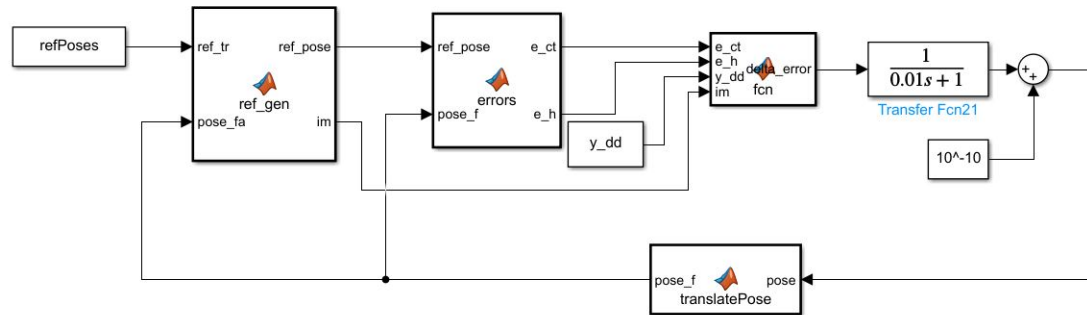 refPoses
ref_tr
ref_pose
pose_fa
im
ref_gen
ref_pose
e_ct
pose_f
e_h
errors
e_ct
e_h
y_dd
im
delta_error
fcn
y_dd
1
0.01s + 1
Transfer Fcn21
+
+
10^-10
pose_f
pose
translatePose